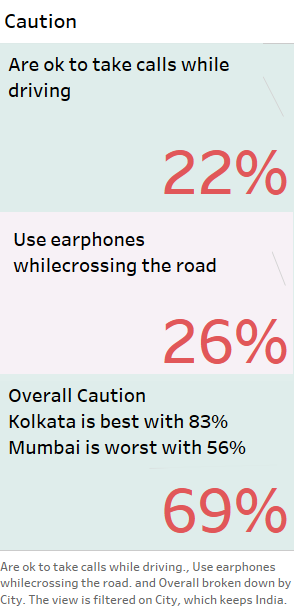 Caution
Are ok to take calls while
driving
22%
Use earphones
whilecrossing the road
26%
Overall Caution
Kolkata is best with 83%
Mumbai is worst with 56%
69%
Are ok to take calls while driving., Use earphones
whilecrossing the road. and Overall broken down by
City. The view is filtered on City, which keeps India.